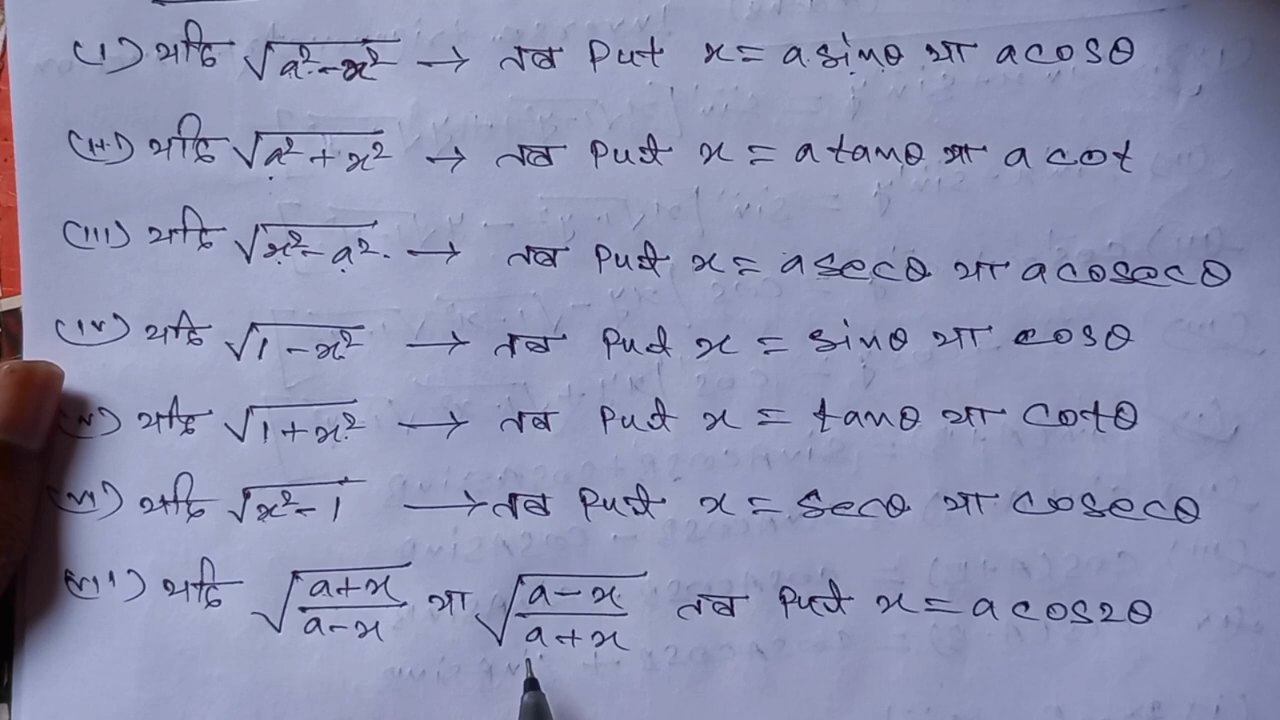 (I) यदि √(a²-x²) → तब Put x = a sinθ या a cosθ
(II) यदि √(a²+x²) → तब Put x = a tanθ या a cot
(III) यदि √(x²-a²) → तब Put x = a secθ या a cosecθ
(IV) यदि √(1-x²) → तब Put x = sinθ या cosθ
(V) यदि √(1+x²) → तब Put x = tanθ या cotθ
(VI) यदि √(x²-1) → तब Put x = secθ या cosecθ
(VII) यदि √((a+x)/(a-x)) या √((a-x)/(a+x)) तब Put x = a cos2θ